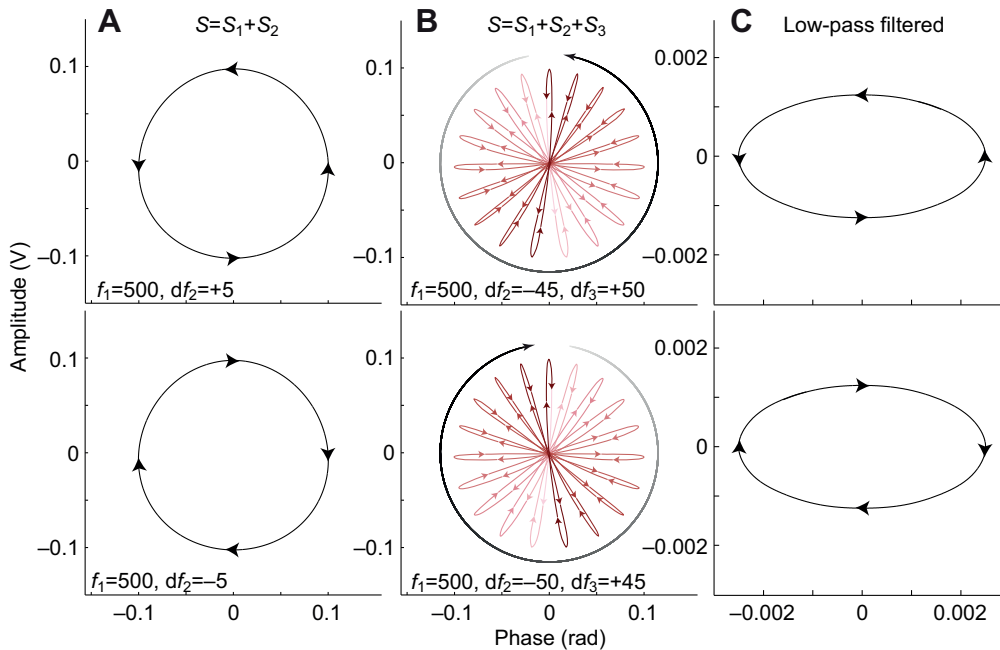 A
S=S₁+S₂
B
S=S₁+S₂+S₃
C
Low-pass filtered
Amplitude (V)
0.1
0
–0.1
f₁=500, df₂=+5
0.1
0
–0.1
f₁=500, df₂=–45, df₃=+50
0.002
0
–0.002
0.1
0
–0.1
f₁=500, df₂=–5
–0.1
0
0.1
0.1
0
–0.1
f₁=500, df₂=–50, df₃=+45
–0.1
0
0.1
0.002
0
–0.002
–0.002
0
0.002
Phase (rad)